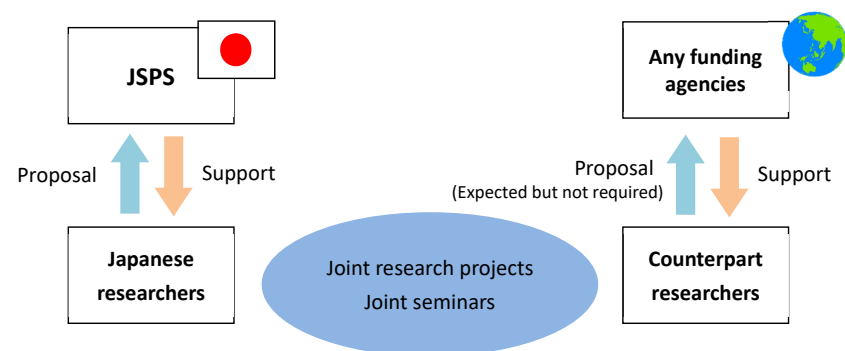 JSPS
Any funding
agencies
Proposal
Support
Proposal
(Expected but not required)
Support
Japanese
researchers
Joint research projects
Joint seminars
Counterpart
researchers